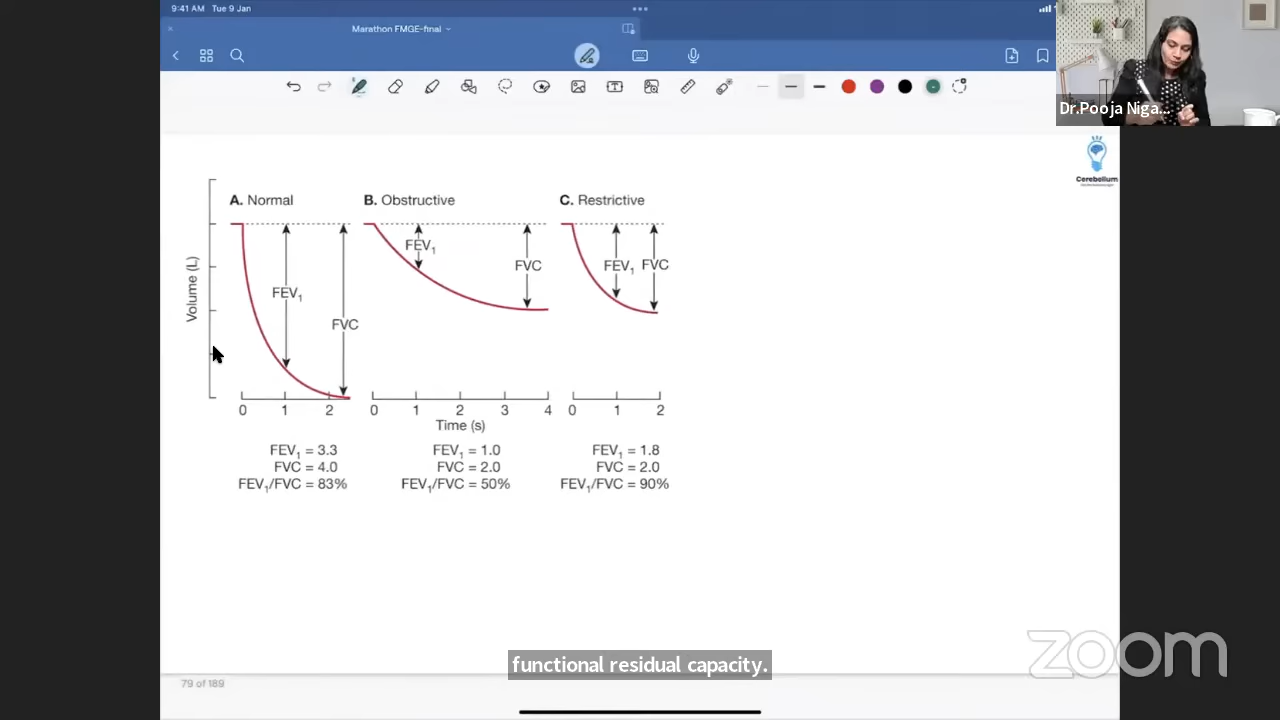 9:41 AM Tue 9 Jan
Marathon FMGE-final
Dr.Pooja Niga...
Cerebellum
A. Normal
B. Obstructive
C. Restrictive
Volume (L)
FEV1
FVC
FEV1
FVC
FEV1
FVC
0 1 2
0 1 2 3 4
0 1 2
Time (s)
FEV1 = 3.3
FVC = 4.0
FEV1/FVC = 83%
FEV1 = 1.0
FVC = 2.0
FEV1/FVC = 50%
FEV1 = 1.8
FVC = 2.0
FEV1/FVC = 90%
functional residual capacity.
zoom
79 of 189